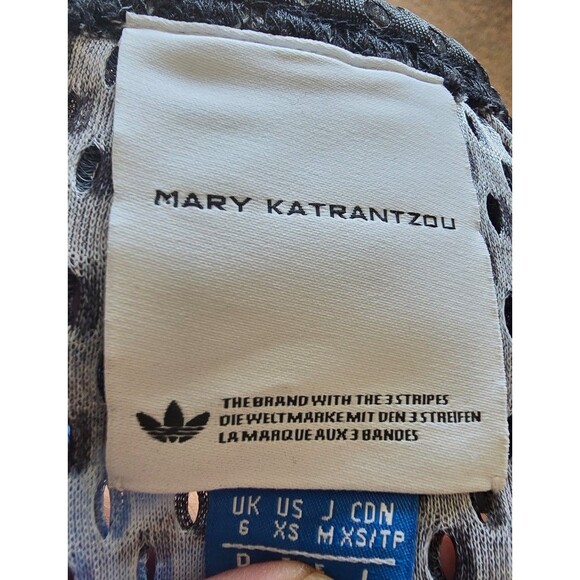 MARY KATRANTZOU
THE BRAND WITH THE 3 STRIPES
DIE WELTMARKE MIT DEN 3 STREIFEN
LA MARQUE AUX 3 BANDES
UK US J CDN
6 XS M XS/TP